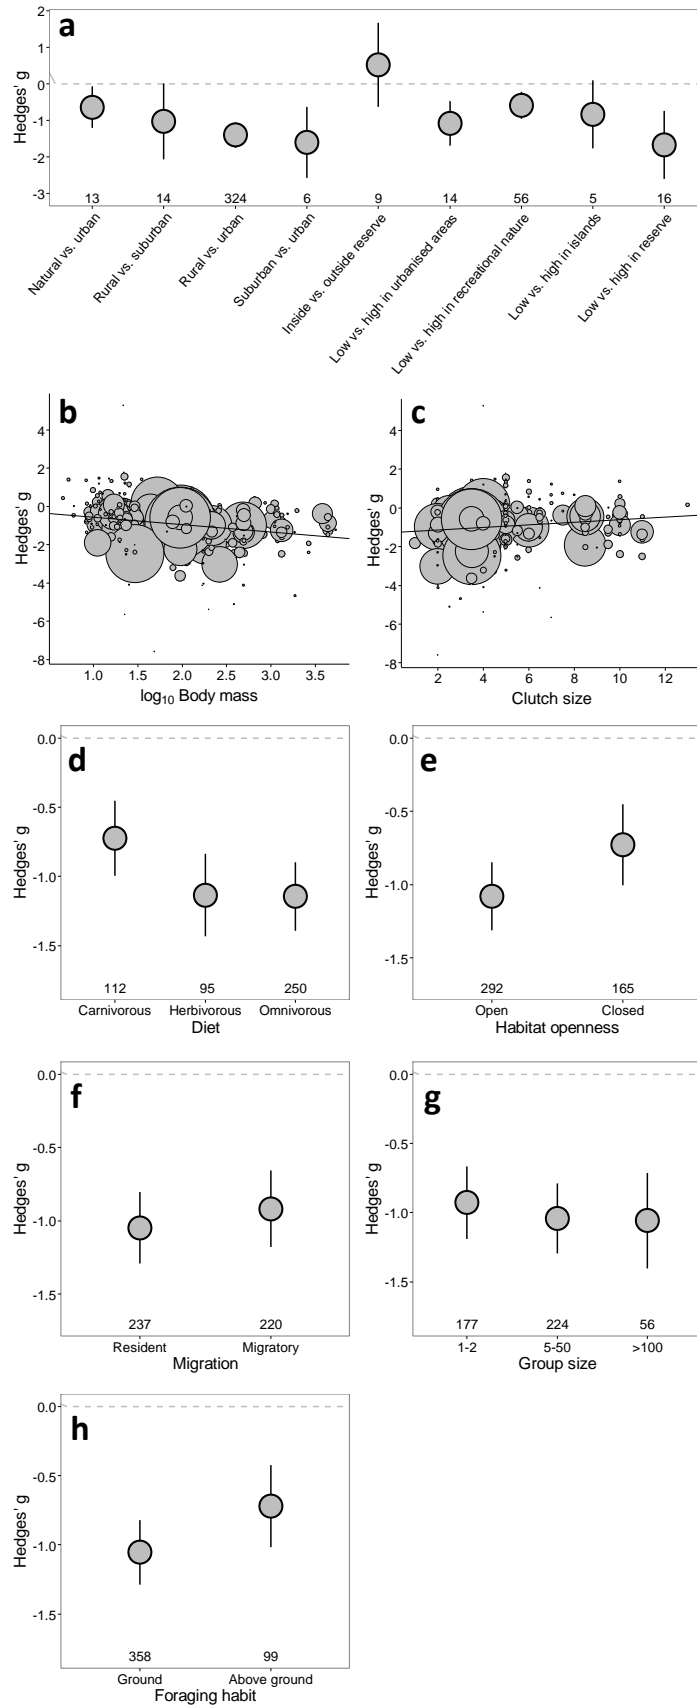 a
2
1
0
-1
-2
-3
Hedges' g
13 14 324 6 9 14 56 5 16
Natural vs. urban
Rural vs. suburban
Rural vs. urban
Suburban vs. urban
Inside vs. outside reserve
Low vs. high in urbanised areas
Low vs. high in recreational nature
Low vs. high in islands
Low vs. high in reserve
b
4
2
0
-2
-4
-6
-8
Hedges' g
1.0 1.5 2.0 2.5 3.0 3.5
log10 Body mass
c
4
2
0
-2
-4
-6
-8
Hedges' g
2 4 6 8 10 12
Clutch size
d
0.0
-0.5
-1.0
-1.5
Hedges' g
112 95 250
Carnivorous Herbivorous Omnivorous
Diet
e
0.0
-0.5
-1.0
-1.5
Hedges' g
292 165
Open Closed
Habitat openness
f
0.0
-0.5
-1.0
-1.5
Hedges' g
237 220
Resident Migratory
Migration
g
0.0
-0.5
-1.0
-1.5
Hedges' g
177 224 56
1-2 5-50 >100
Group size
h
0.0
-0.5
-1.0
-1.5
Hedges' g
358 99
Ground Above ground
Foraging habit